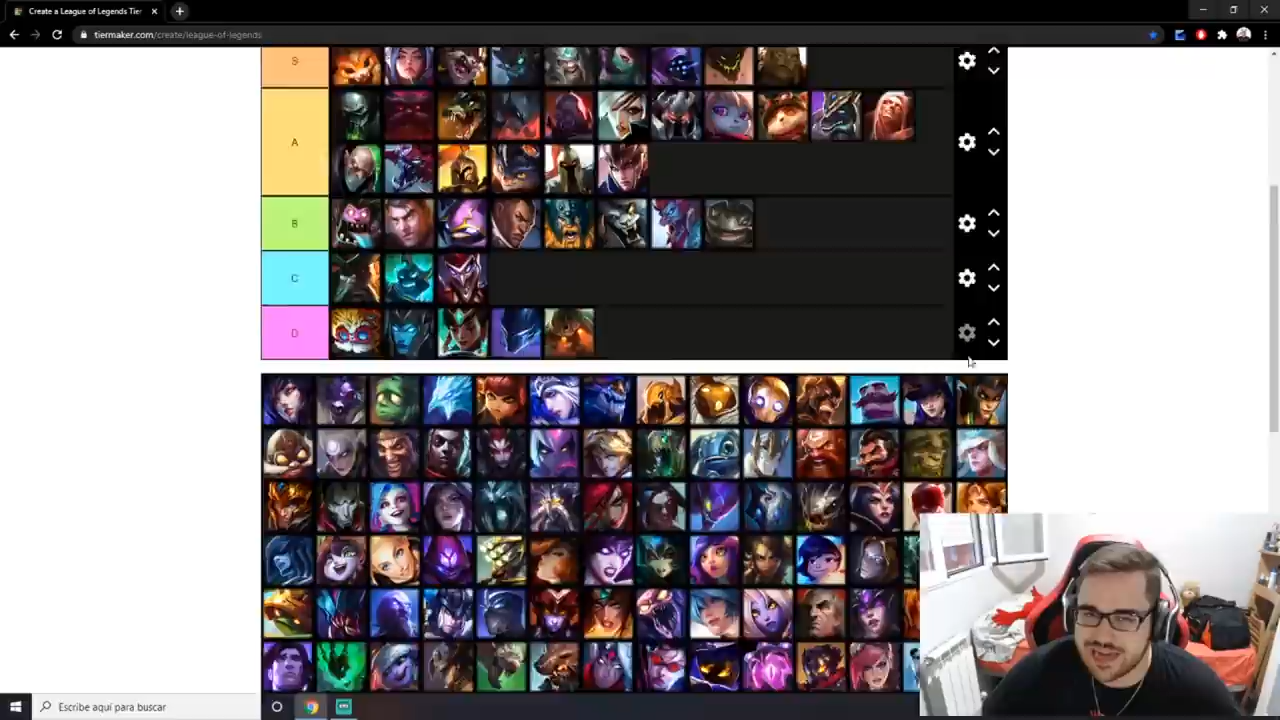 Create a League of Legends Tier
tiermaker.com/create/league-of-legends
S
A
B
C
D
Escribe aquí para buscar